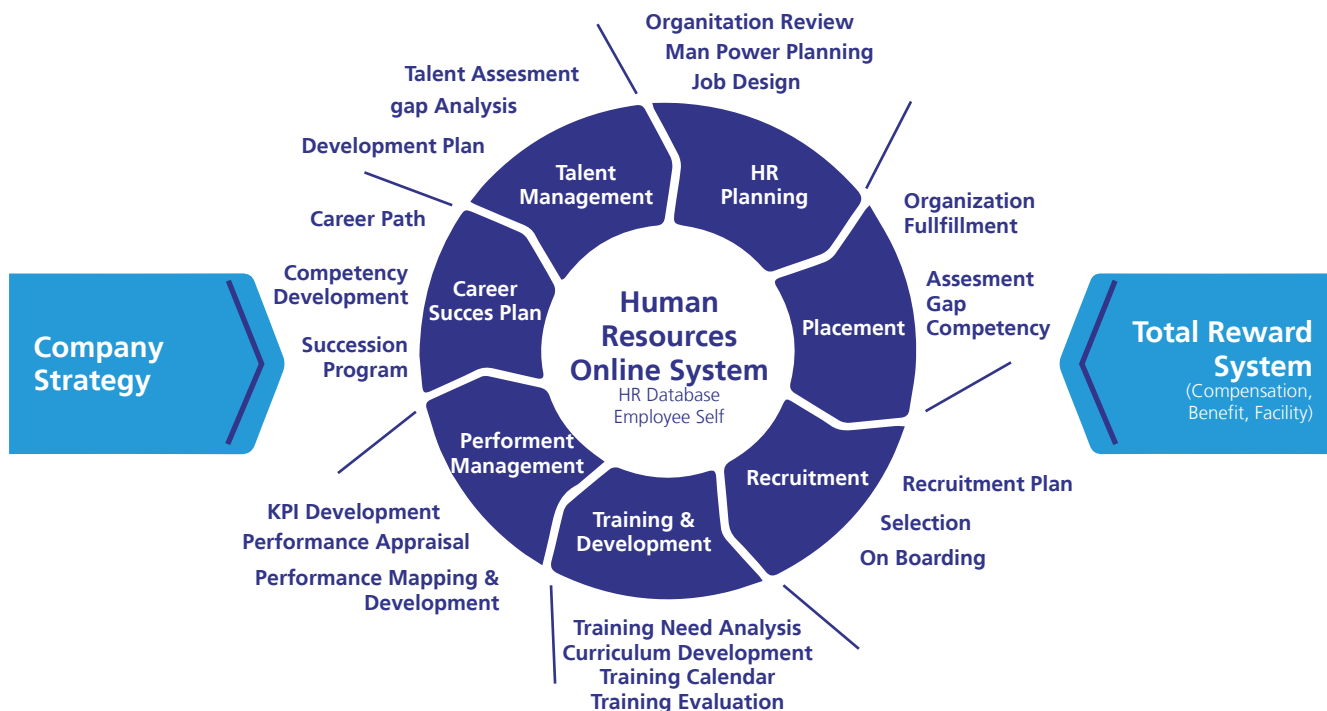 Organitation Review
Man Power Planning
Job Design
Talent Assesment
gap Analysis
Development Plan
Talent
Management
HR
Planning
Career Path
Competency
Development
Succession
Program
Career
Succes Plan
Organization
Fullfillment
Assesment
Gap
Competency
Placement
Human
Resources
Online System
HR Database
Employee Self
Company
Strategy
Total Reward
System
(Compensation,
Benefit, Facility)
Performent
Management
Recruitment
Recruitment Plan
Selection
On Boarding
KPI Development
Performance Appraisal
Performance Mapping &
Development
Training &
Development
Training Need Analysis
Curriculum Development
Training Calendar
Training Evaluation